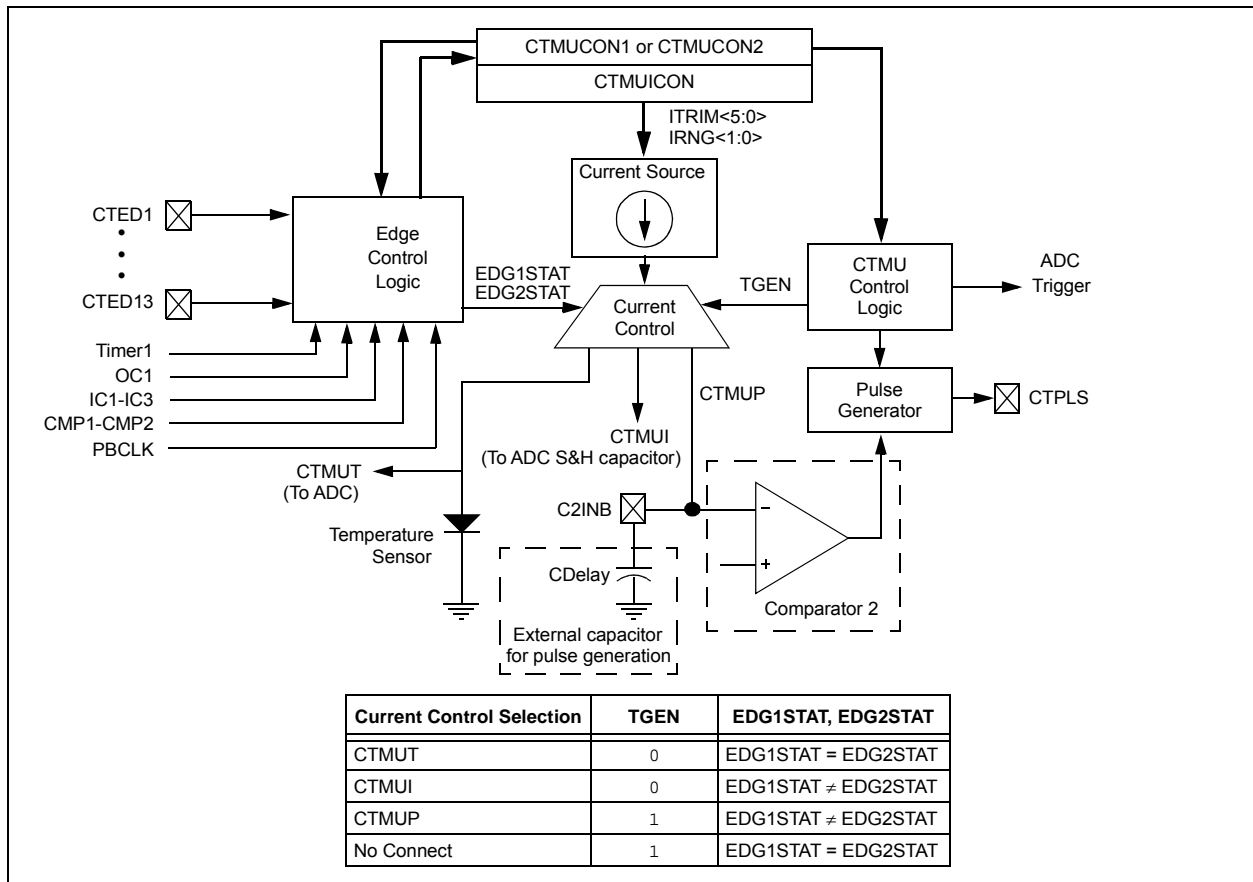 CTMUCON1 or CTMUCON2
CTMUICON
ITRIM<5:0>
IRNG<1:0>
Current Source
CTED1
CTED13
Edge
Control
Logic
EDG1STAT
EDG2STAT
Current
Control
TGEN
CTMU
Control
Logic
ADC
Trigger
Timer1
OC1
IC1-IC3
CMP1-CMP2
PBCLK
CTMUP
Pulse
Generator
CTPLS
CTMUT
(To ADC)
CTMUI
(To ADC S&H capacitor)
C2INB
Temperature
Sensor
CDelay
External capacitor
for pulse generation
−
+
Comparator 2
Current Control Selection TGEN EDG1STAT, EDG2STAT
CTMUT 0 EDG1STAT = EDG2STAT
CTMUI 0 EDG1STAT ≠ EDG2STAT
CTMUP 1 EDG1STAT ≠ EDG2STAT
No Connect 1 EDG1STAT = EDG2STAT